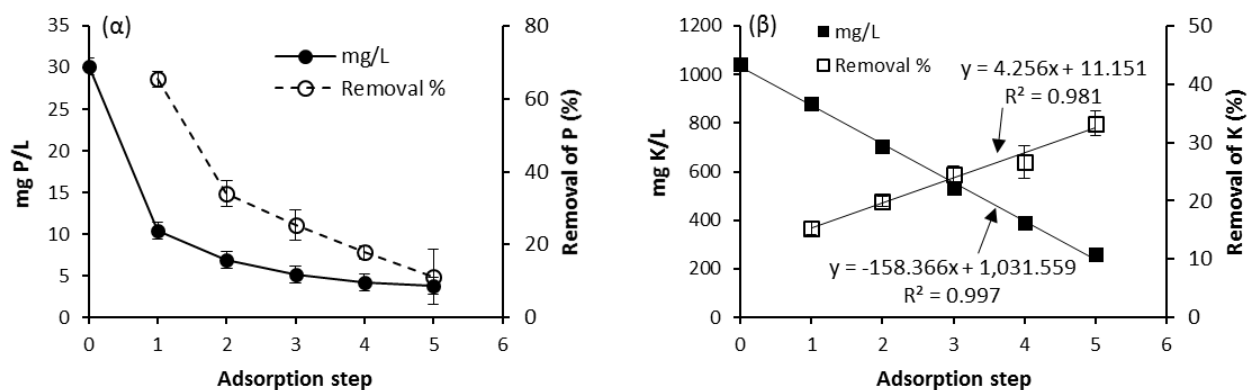 (α)
mg/L
Removal %
35
30
25
20
15
10
5
0
mg P/L
80
60
40
20
0
Removal of P (%)
0 1 2 3 4 5 6
Adsorption step
(β)
mg/L
Removal %
y = 4.256x + 11.151
R² = 0.981
y = -158.366x + 1,031.559
R² = 0.997
1200
1000
800
600
400
200
0
mg K/L
50
40
30
20
10
0
Removal of K (%)
0 1 2 3 4 5 6
Adsorption step